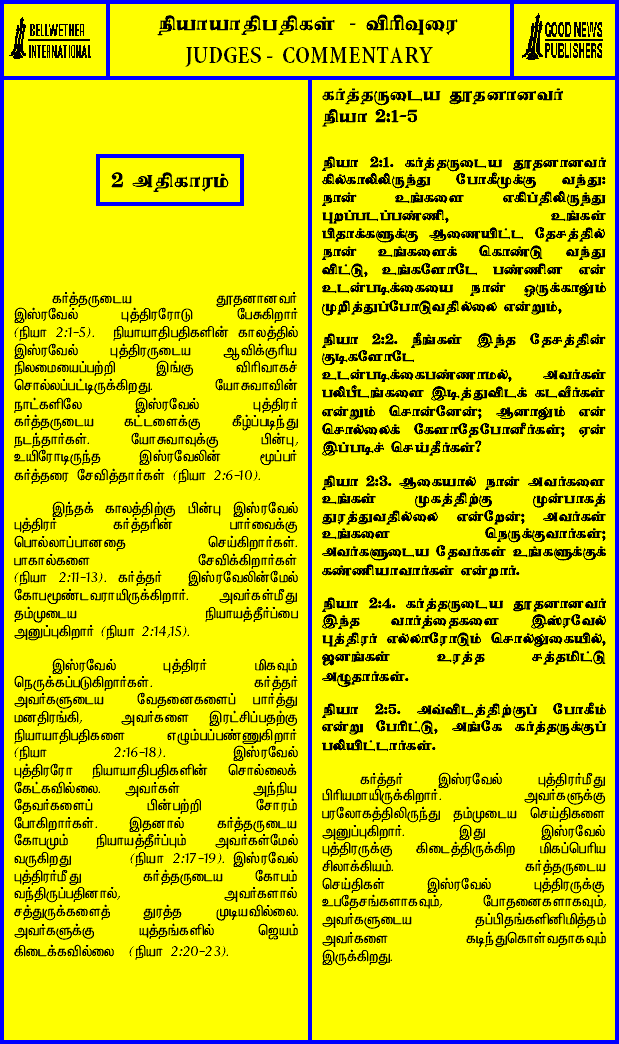 BELLWETHER
INTERNATIONAL
நியாயாதிபதிகள் - விரிவுரை
JUDGES - COMMENTARY
GOOD NEWS
PUBLISHERS
2 அதிகாரம்
கர்த்தருடைய தூதனானவர்
இஸ்ரவேல் புத்திரரோடு பேசுகிறார்
(நியா 2:1-5). நியாயாதிபதிகளின் காலத்தில்
இஸ்ரவேல் புத்திரருடைய ஆவிக்குரிய
நிலமையைப்பற்றி இங்கு விரிவாகச்
சொல்லப்பட்டிருக்கிறது. யோசுவாவின்
நாட்களிலே இஸ்ரவேல் புத்திரர்
கர்த்தருடைய கட்டளைக்கு கீழ்ப்படிந்து
நடந்தார்கள். யோசுவாவுக்கு பின்பு,
உயிரோடிருந்த இஸ்ரவேலின் மூப்பர்
கர்த்தரை சேவித்தார்கள் (நியா 2:6-10).
இந்தக் காலத்திற்கு பின்பு இஸ்ரவேல்
புத்திரர் கர்த்தரின் பார்வைக்கு
பொல்லாப்பானதை செய்கிறார்கள்.
பாகால்களை சேவிக்கிறார்கள்
(நியா 2:11-13). கர்த்தர் இஸ்ரவேலின்மேல்
கோபமூண்டவராயிருக்கிறார். அவர்கள்மீது
தம்முடைய நியாயத்தீர்ப்பை
அனுப்புகிறார் (நியா 2:14,15).
இஸ்ரவேல் புத்திரர் மிகவும்
நெருக்கப்படுகிறார்கள். கர்த்தர்
அவர்களுடைய வேதனைகளைப் பார்த்து
மனதிரங்கி, அவர்களை இரட்சிப்பதற்கு
நியாயாதிபதிகளை எழும்பப்பண்ணுகிறார்
(நியா 2:16-18). இஸ்ரவேல்
புத்திரரோ நியாயாதிபதிகளின் சொல்லைக்
கேட்கவில்லை. அவர்கள் அந்நிய
தேவர்களைப் பின்பற்றி சோரம்
போகிறார்கள். இதனால் கர்த்தருடைய
கோபமும் நியாயத்தீர்ப்பும் அவர்கள்மேல்
வருகிறது (நியா 2:17-19). இஸ்ரவேல்
புத்திரர்மீது கர்த்தருடைய கோபம்
வந்திருப்பதினால், அவர்களால்
சத்துருக்களைத் துரத்த முடியவில்லை.
அவர்களுக்கு யுத்தங்களில் ஜெயம்
கிடைக்கவில்லை (நியா 2:20-23).
கர்த்தருடைய தூதனானவர்
நியா 2:1-5
நியா 2:1. கர்த்தருடைய தூதனானவர்
கில்காலிலிருந்து போகீமுக்கு வந்து:
நான் உங்களை எகிப்திலிருந்து
புறப்படப்பண்ணி, உங்கள்
பிதாக்களுக்கு ஆணையிட்ட தேசத்தில்
நான் உங்களைக் கொண்டு வந்து
விட்டு, உங்களோடே பண்ணின என்
உடன்படிக்கையை நான் ஒருக்காலும்
முறித்துப்போடுவதில்லை என்றும்,
நியா 2:2. நீங்கள் இந்த தேசத்தின்
குடிகளோடே
உடன்படிக்கைபண்ணாமல், அவர்கள்
பலிபீடங்களை இடித்துவிடக் கடவீர்கள்
என்றும் சொன்னேன்; ஆனாலும் என்
சொல்லைக் கேளாதேபோனீர்கள்; ஏன்
இப்படிச் செய்தீர்கள்?
நியா 2:3. ஆகையால் நான் அவர்களை
உங்கள் முகத்திற்கு முன்பாகத்
துரத்துவதில்லை என்றேன்; அவர்கள்
உங்களை நெருக்குவார்கள்;
அவர்களுடைய தேவர்கள் உங்களுக்குக்
கண்ணியாவார்கள் என்றார்.
நியா 2:4. கர்த்தருடைய தூதனானவர்
இந்த வார்த்தைகளை இஸ்ரவேல்
புத்திரர் எல்லாரோடும் சொல்லுகையில்,
ஜனங்கள் உரத்த சத்தமிட்டு
அழுதார்கள்.
நியா 2:5. அவ்விடத்திற்குப் போகீம்
என்று பேரிட்டு, அங்கே கர்த்தருக்குப்
பலியிட்டார்கள்.
கர்த்தர் இஸ்ரவேல் புத்திரர்மீது
பிரியமாயிருக்கிறார். அவர்களுக்கு
பரலோகத்திலிருந்து தம்முடைய செய்திகளை
அனுப்புகிறார். இது இஸ்ரவேல்
புத்திரருக்கு கிடைத்திருக்கிற மிகப்பெரிய
சிலாக்கியம். கர்த்தருடைய
செய்திகள் இஸ்ரவேல் புத்திரருக்கு
உபதேசங்களாகவும், போதனைகளாகவும்,
அவர்களுடைய தப்பிதங்களினிமித்தம்
அவர்களை கடிந்துகொள்வதாகவும்
இருக்கிறது.